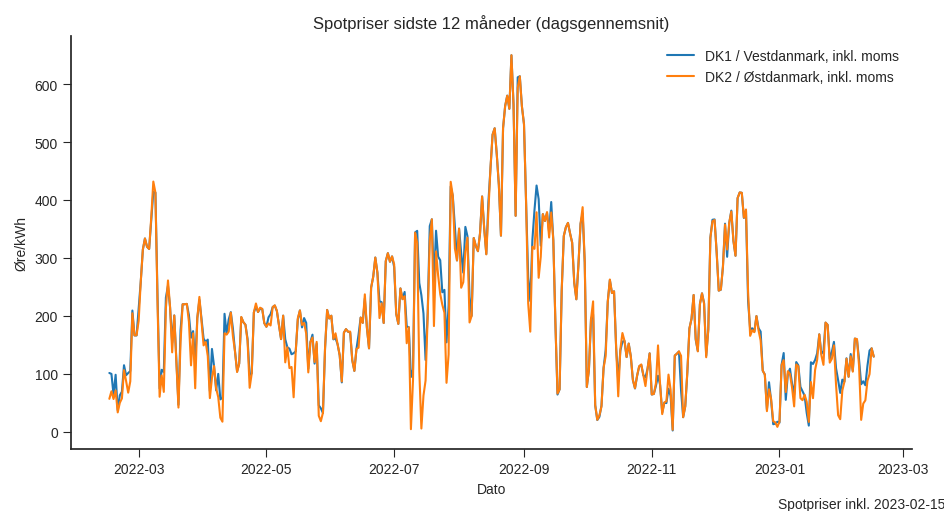 Spotpriser sidste 12 måneder (dagsgennemsnit)
DK1 / Vestdanmark, inkl. moms
DK2 / Østdanmark, inkl. moms
Øre/kWh
600
500
400
300
200
100
0
2022-03
2022-05
2022-07
2022-09
2022-11
2023-01
2023-03
Dato
Spotpriser inkl. 2023-02-15